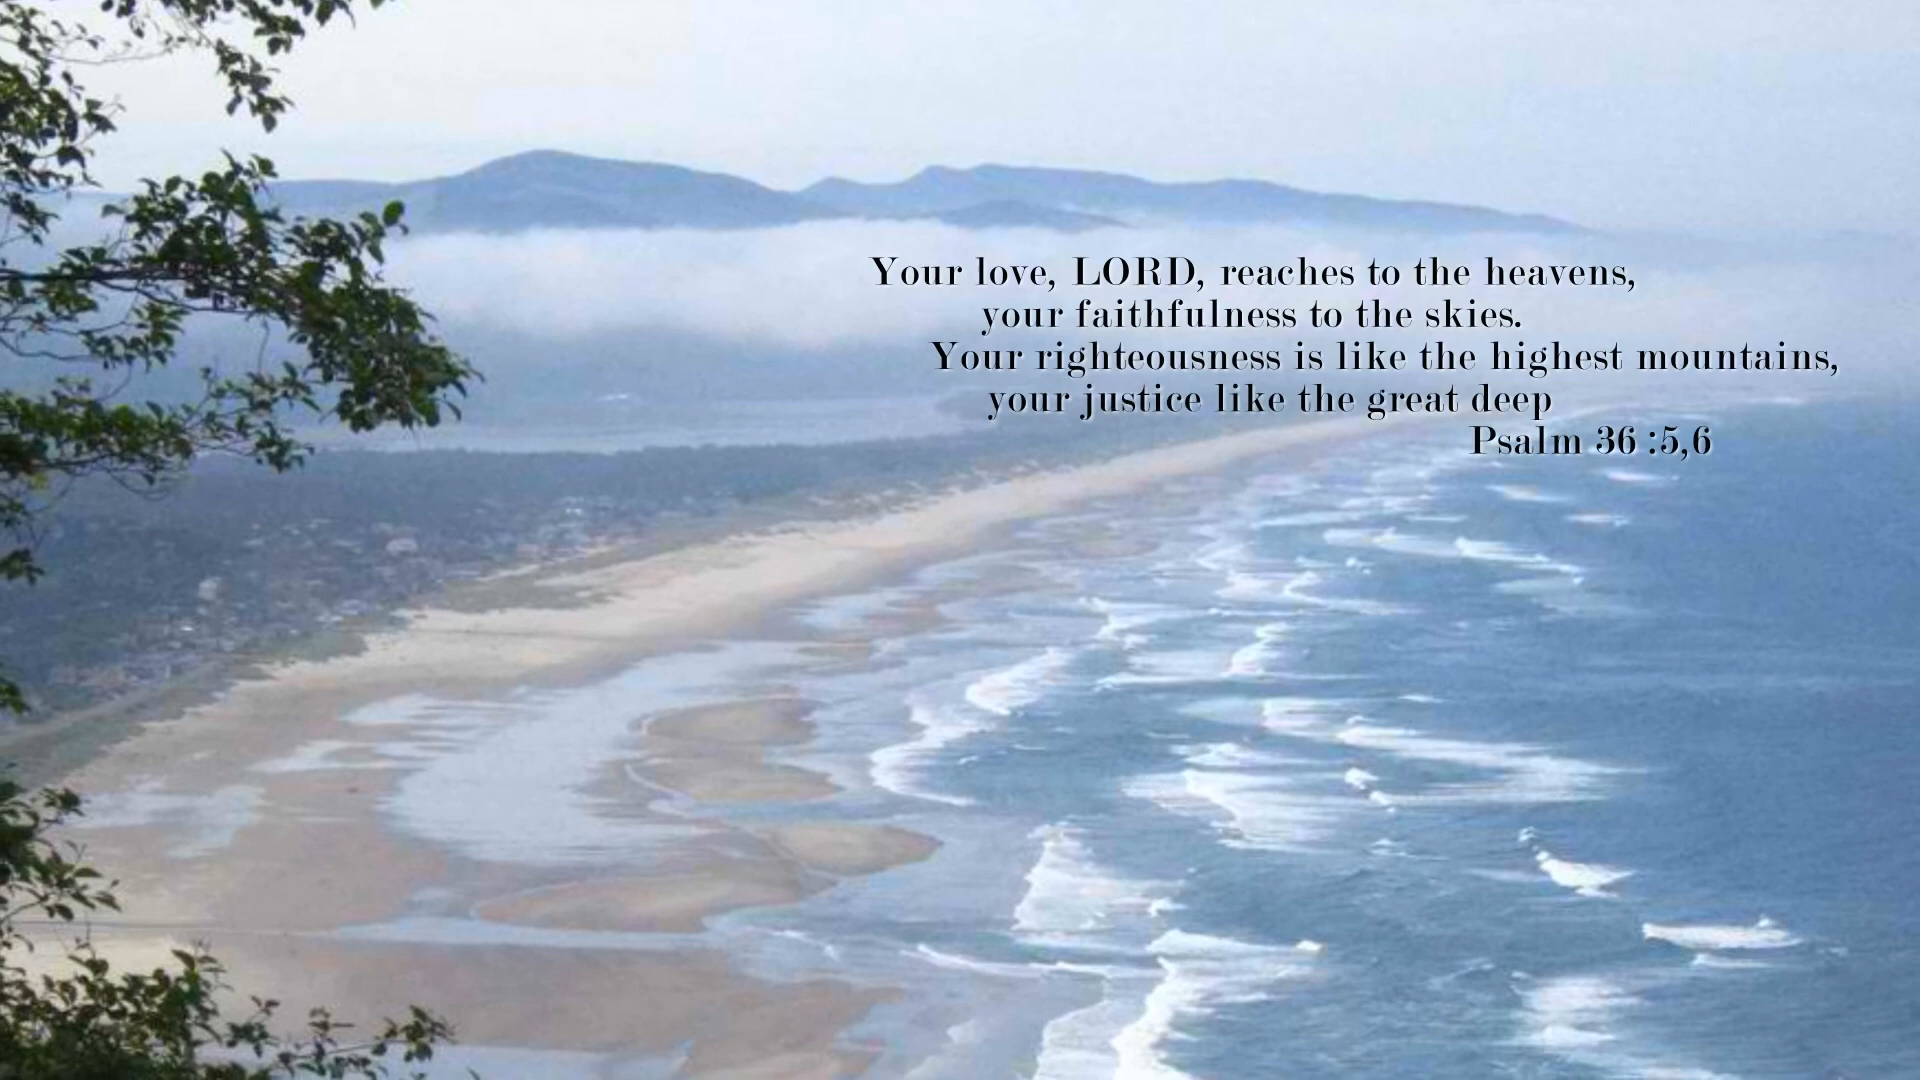 Your love, LORD, reaches to the heavens,
your faithfulness to the skies.
Your righteousness is like the highest mountains,
your justice like the great deep
Psalm 36 :5,6